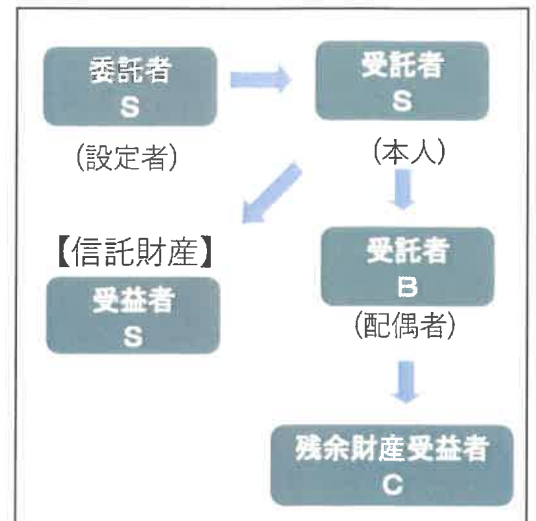 委託者
S
(設定者)
受託者
S
(本人)
【信託財産】
受益者
S
受託者
B
(配偶者)
残余財産受益者
C